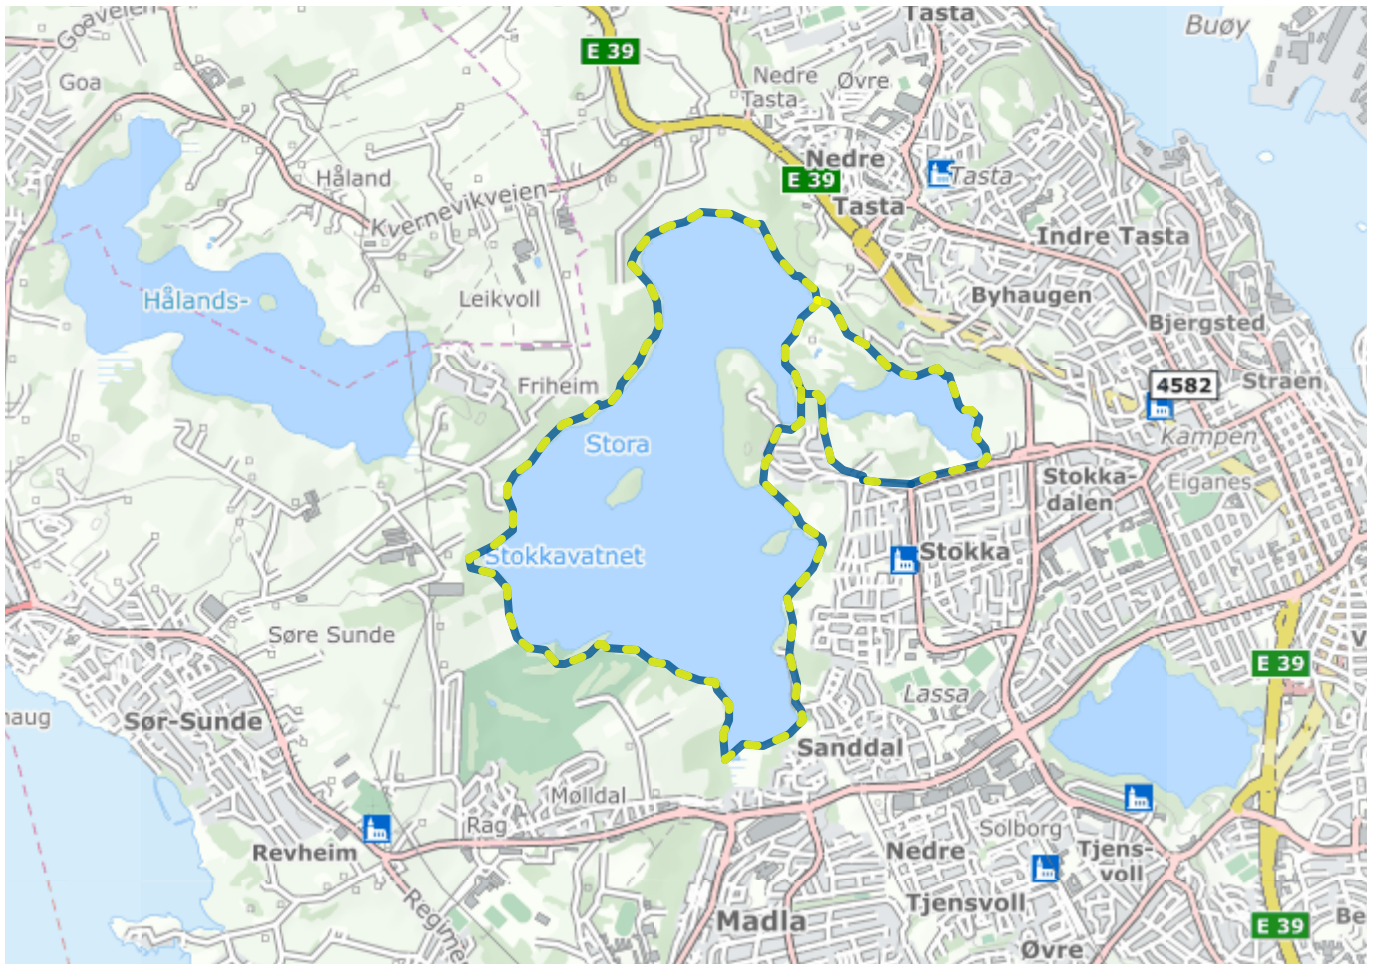 Tasta
Buøy
Goaveien
E 39
Goa
Nedre
Tasta
Øvre
Nedre
Tasta
E 39
Tasta
Håland
Kvernevikveien
Indre Tasta
Hålands-
Leikvoll
Byhaugen
Bjergsted
Friheim
4582
Straen
Stora
Kampen
Stokka-
dalen
Eiganes
Stokkavatnet
Stokka
Søre Sunde
E 39
Lassa
haug
Sør-Sunde
Sanddal
Mølldal
Rag
Revheim
Solborg
Nedre
Tjensvoll
Tjens-
voll
Madla
E 39
Be
Øvre